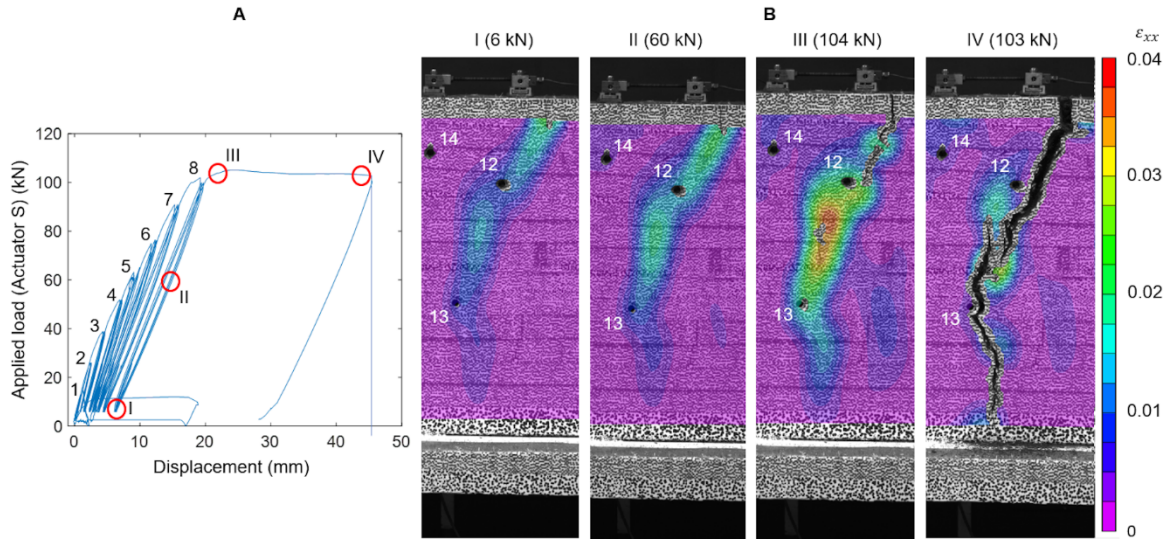 A
B
I (6 kN)
II (60 kN)
III (104 kN)
IV (103 kN)
εxx
0.04
0.03
0.02
0.01
0
14
12
13
14
12
13
14
12
13
14
12
13
Applied load (Actuator S) (kN)
120
100
80
60
40
20
0
0
10
20
30
40
50
Displacement (mm)
1
2
3
4
5
6
7
8
I
II
III
IV